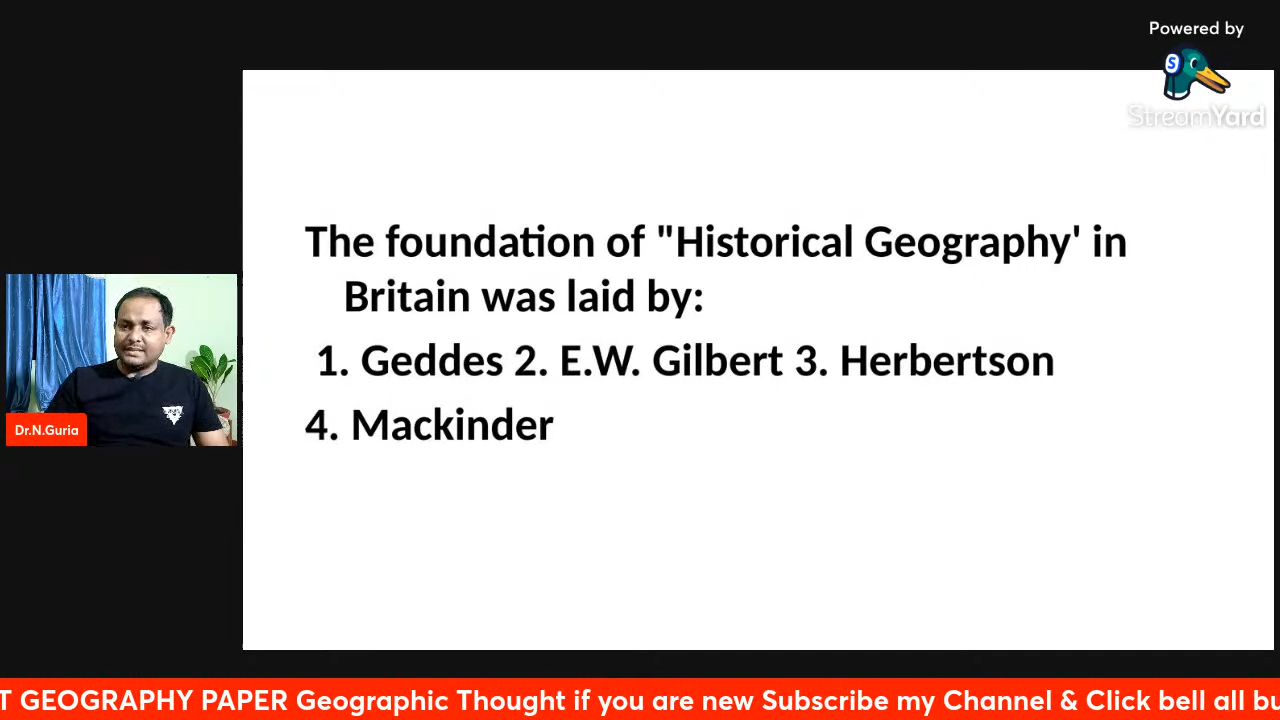 Powered by
StreamYard
The foundation of "Historical Geography' in
Britain was laid by:
1. Geddes 2. E.W. Gilbert 3. Herbertson
4. Mackinder
Dr.N.Guria
T GEOGRAPHY PAPER Geographic Thought if you are new Subscribe my Channel & Click bell all bu